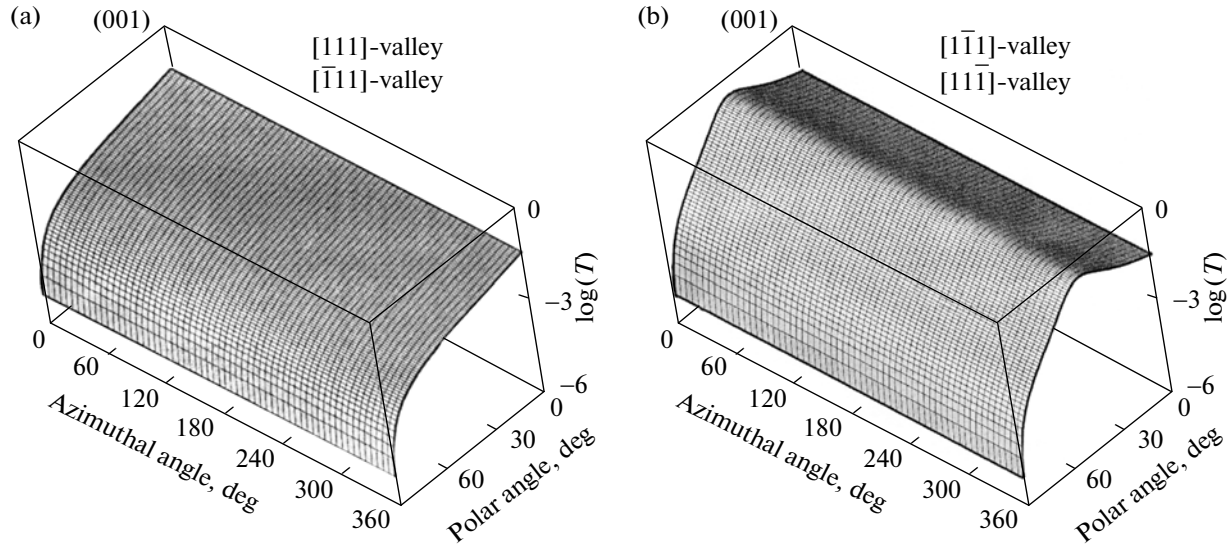 (a)
(001)
[111]-valley
[1̅11]-valley
0
−3
−6
log(T)
0
60
120
180
240
300
360
Azimuthal angle, deg
0
30
60
Polar angle, deg
(b)
(001)
[11̅1]-valley
[111̅]-valley
0
−3
−6
log(T)
0
60
120
180
240
300
360
Azimuthal angle, deg
0
30
60
Polar angle, deg